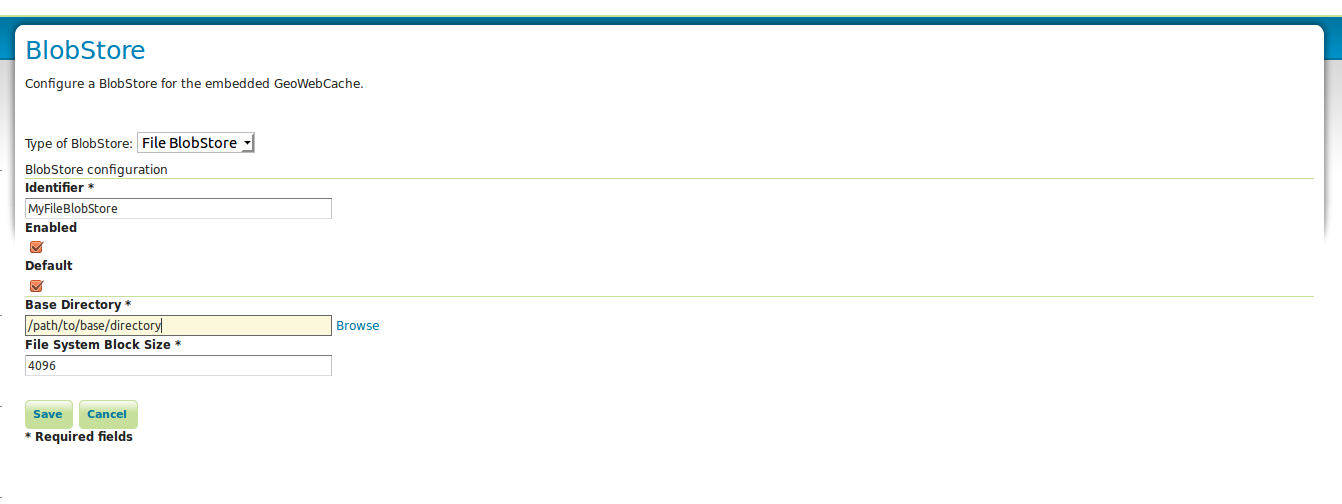 BlobStore
Configure a BlobStore for the embedded GeoWebCache.
Type of BlobStore: File BlobStore
BlobStore configuration
Identifier *
MyFileBlobStore
Enabled
Default
Base Directory *
/path/to/base/directory Browse
File System Block Size *
4096
Save Cancel
* Required fields